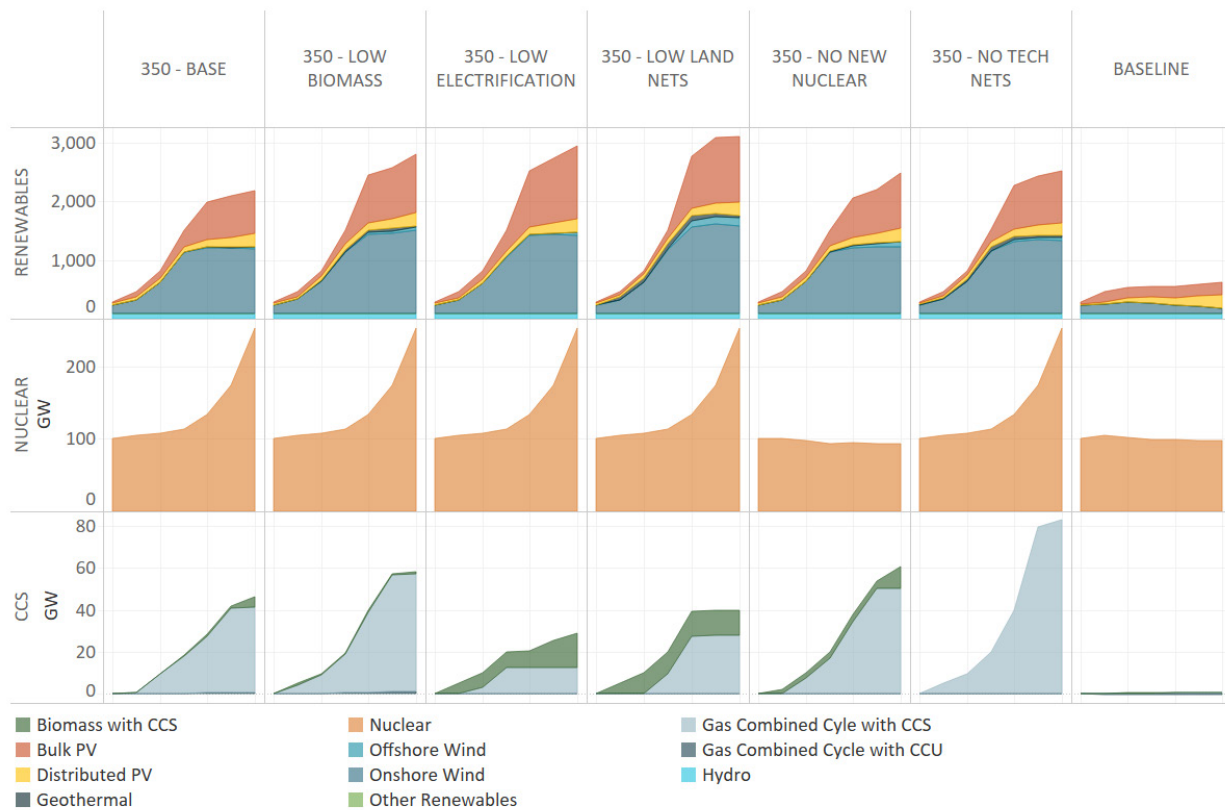 350 - BASE
350 - LOW
BIOMASS
350 - LOW
ELECTRIFICATION
350 - LOW LAND
NETS
350 - NO NEW
NUCLEAR
350 - NO TECH
NETS
BASELINE
RENEWABLES
3,000
2,000
1,000
0
NUCLEAR
GW
200
100
0
CCS
GW
80
60
40
20
0
Biomass with CCS
Nuclear
Gas Combined Cyle with CCS
Bulk PV
Offshore Wind
Gas Combined Cycle with CCU
Distributed PV
Onshore Wind
Hydro
Geothermal
Other Renewables